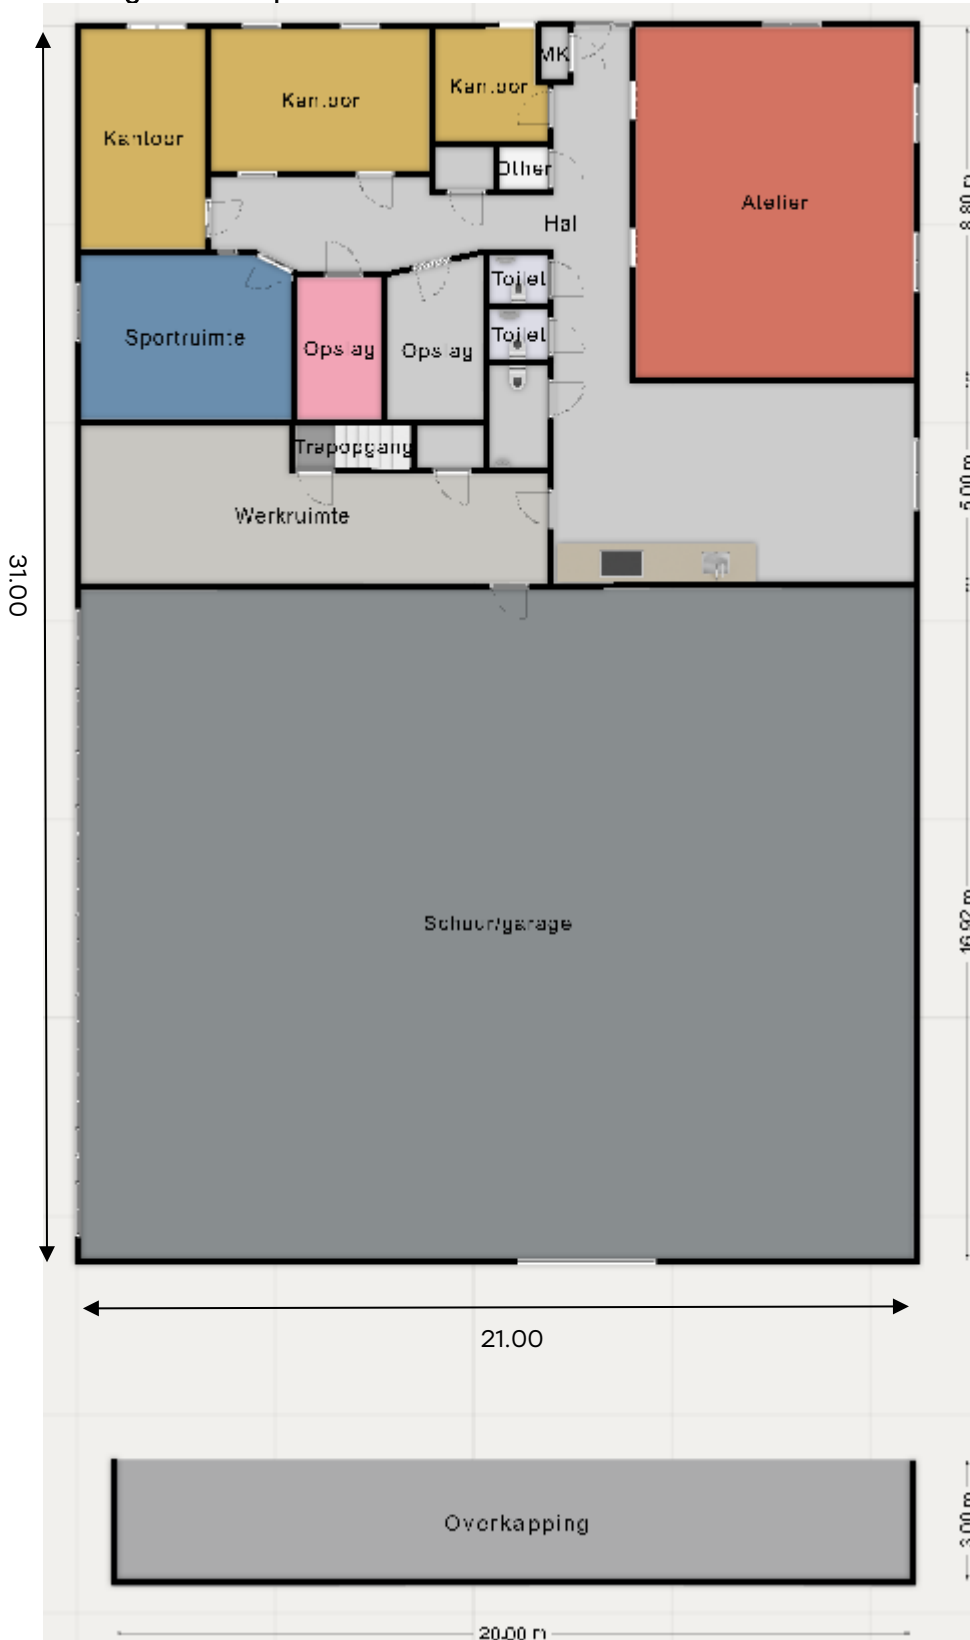 Kantoor
Kantoor
Kantoor
MK
Other
Hal
Atelier
8.80 m
Toilet
Toilet
Sportruimte
Opslag
Opslag
Trapopgang
Werkruimte
5.00 m
31.00
Schuur/garage
16.92 m
21.00
Overkapping
3.00 m
20.00 m